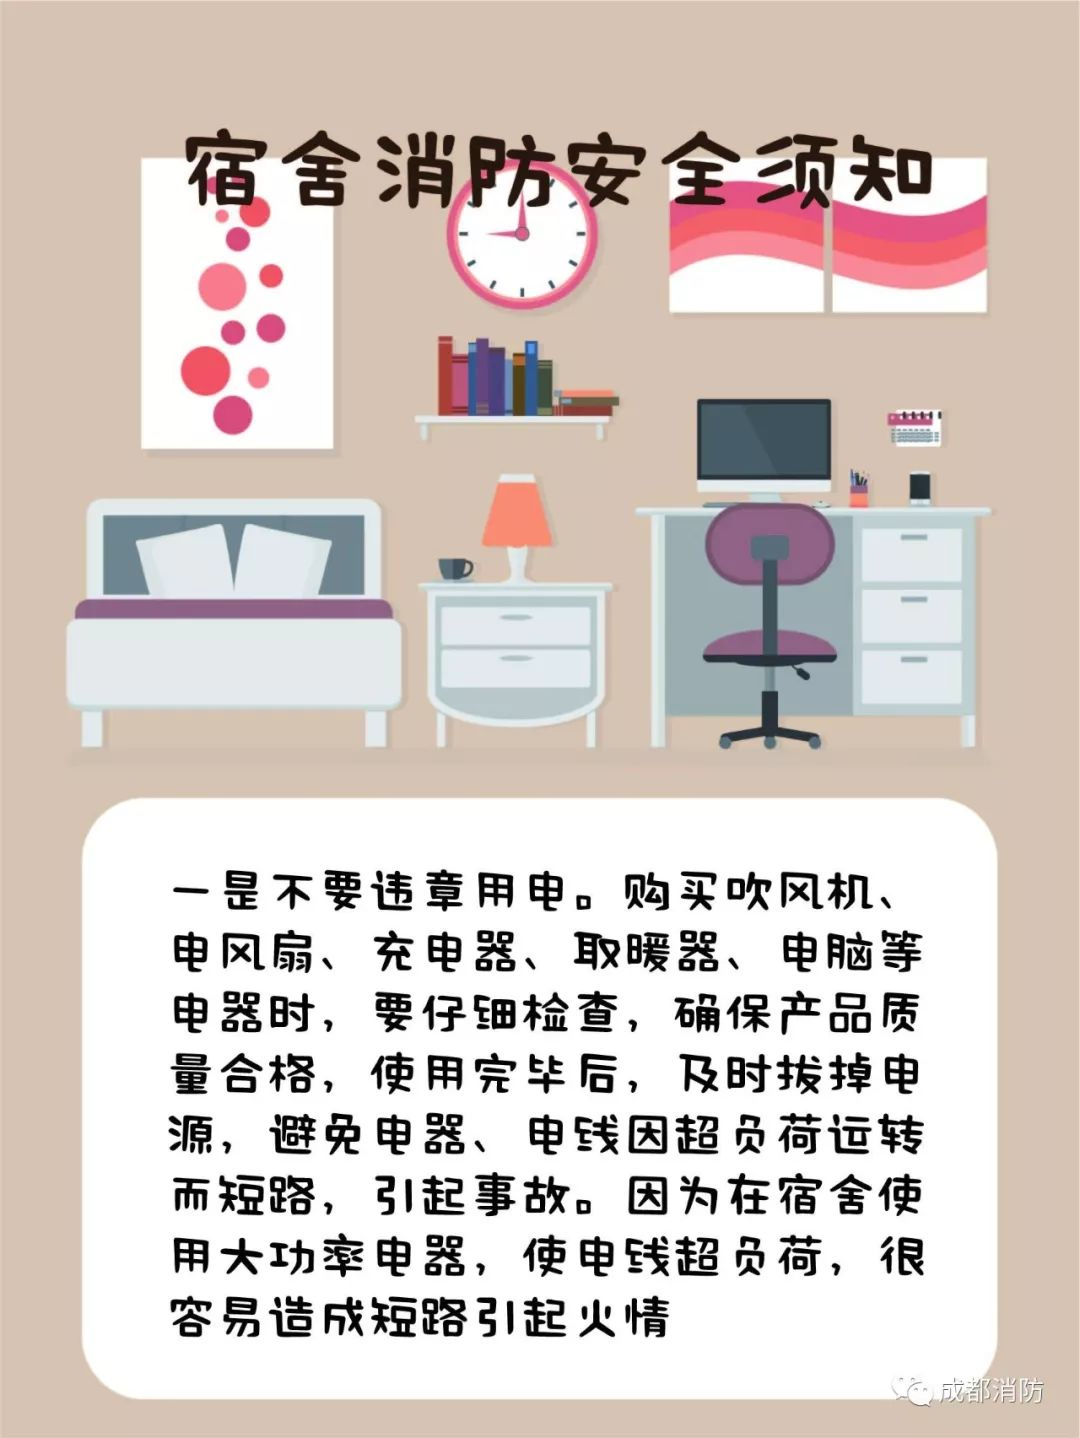 宿舍消防安全须知
一是不要违章用电。购买吹风机、
电风扇、充电器、取暖器、电脑等
电器时，要仔细检查，确保产品质
量合格，使用完毕后，及时拔掉电
源，避免电器、电线因超负荷运转
而短路，引起事故。因为在宿舍使
用大功率电器，使电线超负荷，很
容易造成短路引起火情
成都消防